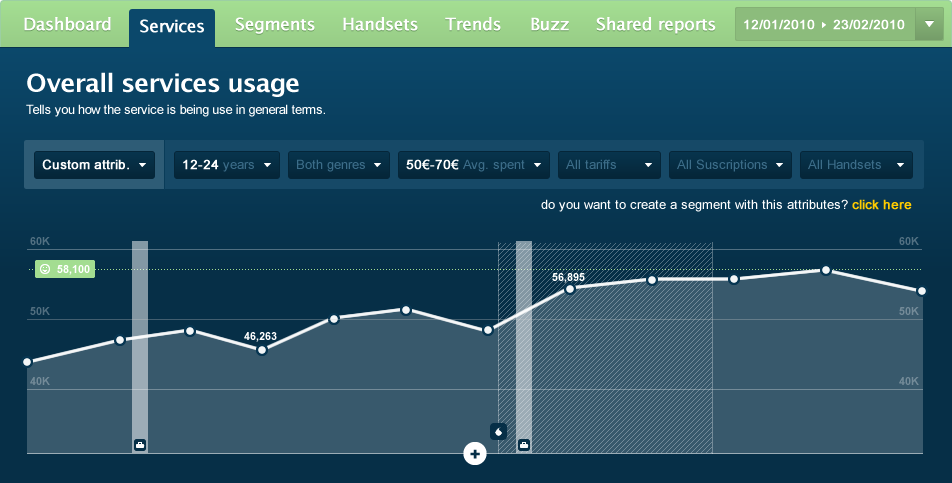 Dashboard Services Segments Handsets Trends Buzz Shared reports 12/01/2010 23/02/2010
Overall services usage
Tells you how the service is being use in general terms.
Custom attrib. 12-24 years Both genres 50€-70€ Avg. spent All tariffs All Suscriptions All Handsets
do you want to create a segment with this attributes? click here
60K 60K
58,100
56,895
50K 50K
46,263
40K 40K